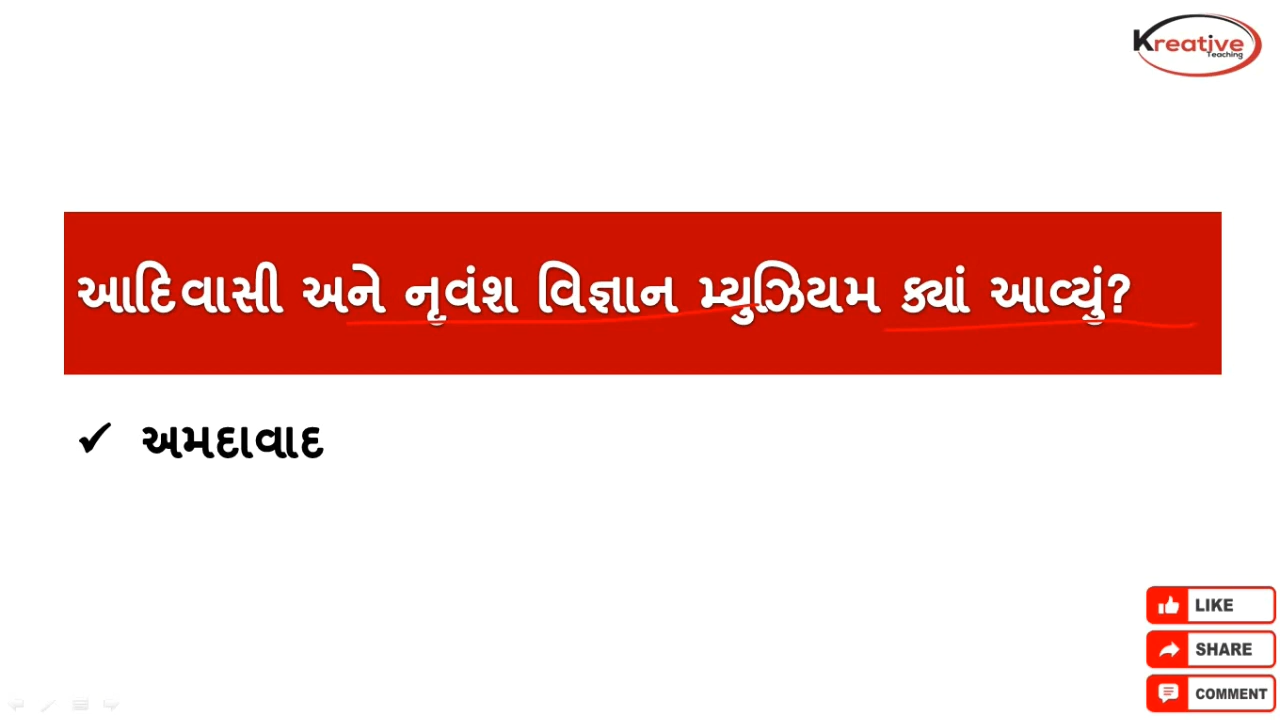 Kreative
Teaching
આદિવાસી અને નૃવંશ વિજ્ઞાન મ્યુઝિયમ ક્યાં આવ્યું?
✓ અમદાવાદ
LIKE
SHARE
COMMENT